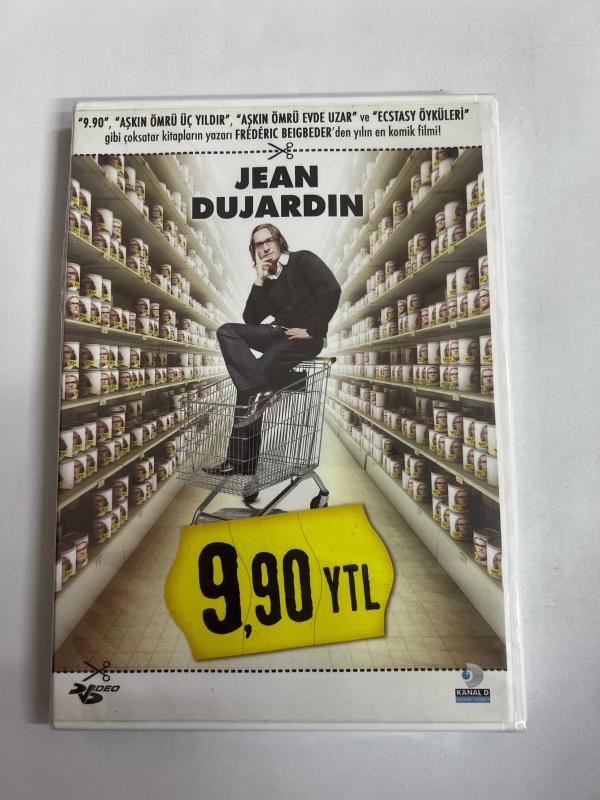 "9.90", "AŞKIN ÖMRÜ ÜÇ YILDIR", "AŞKIN ÖMRÜ EVDE UZAR" ve "ECSTASY ÖYKÜLERİ"
gibi çoksatar kitapların yazarı FRÉDÉRIC BEIGBEDER'den yılın en komik filmi!
JEAN
DUJARDIN
9,90 YTL
DVD VIDEO
KANAL D
HOME VIDEO